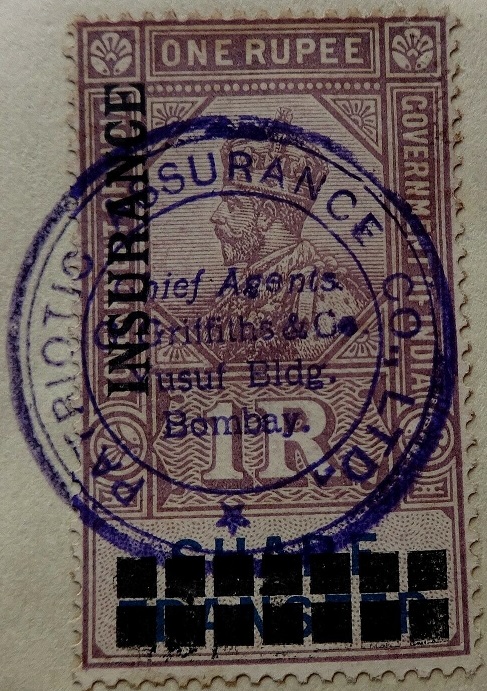 ONE RUPEE
GOVERNMENT OF INDIA
INSURANCE
PATRIOTIC ASSURANCE CO., LTD.
Chief Agents
Griffiths & Co.
Yusuf Bldg.
Bombay.
1R
SHARE
TRANSFER